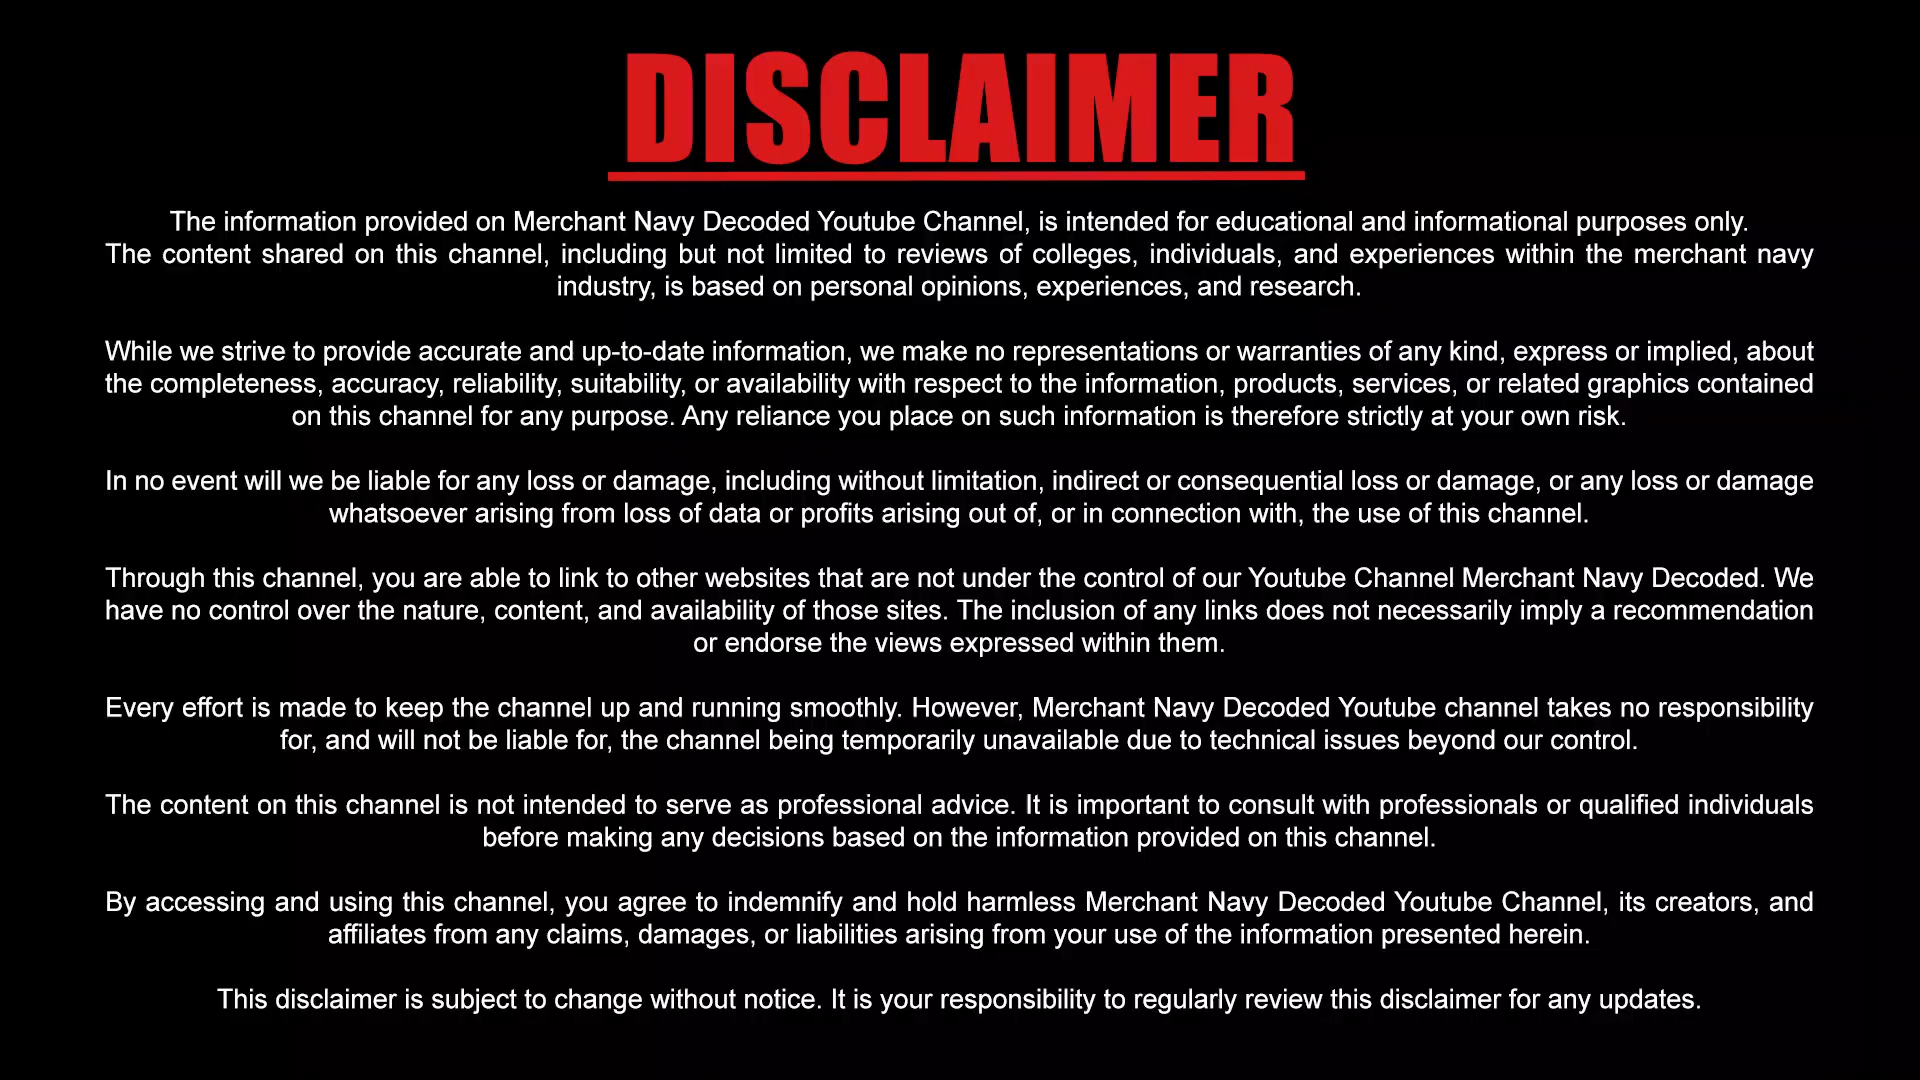 DISCLAIMER
The information provided on Merchant Navy Decoded Youtube Channel, is intended for educational and informational purposes only.
The content shared on this channel, including but not limited to reviews of colleges, individuals, and experiences within the merchant navy
industry, is based on personal opinions, experiences, and research.
While we strive to provide accurate and up-to-date information, we make no representations or warranties of any kind, express or implied, about
the completeness, accuracy, reliability, suitability, or availability with respect to the information, products, services, or related graphics contained
on this channel for any purpose. Any reliance you place on such information is therefore strictly at your own risk.
In no event will we be liable for any loss or damage, including without limitation, indirect or consequential loss or damage, or any loss or damage
whatsoever arising from loss of data or profits arising out of, or in connection with, the use of this channel.
Through this channel, you are able to link to other websites that are not under the control of our Youtube Channel Merchant Navy Decoded. We
have no control over the nature, content, and availability of those sites. The inclusion of any links does not necessarily imply a recommendation
or endorse the views expressed within them.
Every effort is made to keep the channel up and running smoothly. However, Merchant Navy Decoded Youtube channel takes no responsibility
for, and will not be liable for, the channel being temporarily unavailable due to technical issues beyond our control.
The content on this channel is not intended to serve as professional advice. It is important to consult with professionals or qualified individuals
before making any decisions based on the information provided on this channel.
By accessing and using this channel, you agree to indemnify and hold harmless Merchant Navy Decoded Youtube Channel, its creators, and
affiliates from any claims, damages, or liabilities arising from your use of the information presented herein.
This disclaimer is subject to change without notice. It is your responsibility to regularly review this disclaimer for any updates.